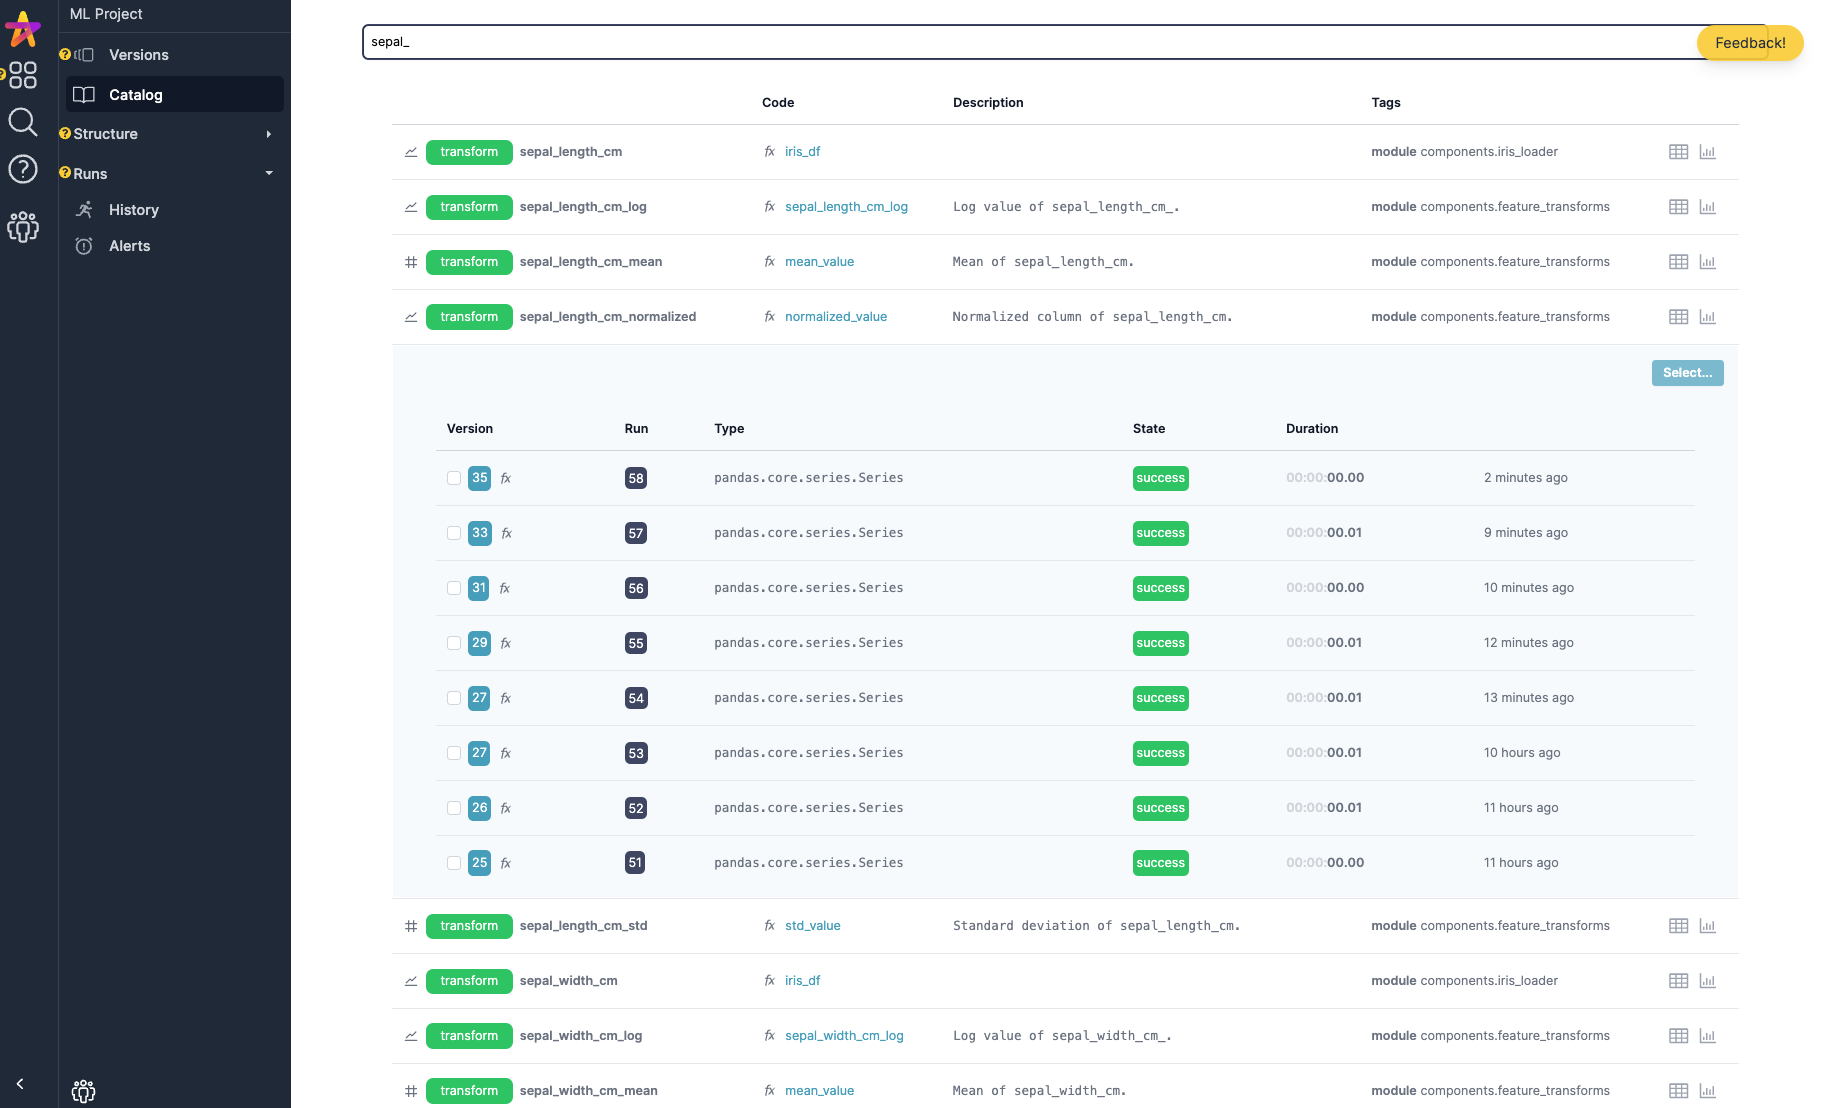 ML Project
Versions
Catalog
Structure
Runs
History
Alerts
sepal_
Feedback!
Code Description Tags
transform sepal_length_cm fx iris_df module components.iris_loader
transform sepal_length_cm_log fx sepal_length_cm_log Log value of sepal_length_cm_. module components.feature_transforms
transform sepal_length_cm_mean fx mean_value Mean of sepal_length_cm. module components.feature_transforms
transform sepal_length_cm_normalized fx normalized_value Normalized column of sepal_length_cm. module components.feature_transforms
Select...
Version Run Type State Duration
35 fx 58 pandas.core.series.Series success 00:00:00.00 2 minutes ago
33 fx 57 pandas.core.series.Series success 00:00:00.01 9 minutes ago
31 fx 56 pandas.core.series.Series success 00:00:00.00 10 minutes ago
29 fx 55 pandas.core.series.Series success 00:00:00.01 12 minutes ago
27 fx 54 pandas.core.series.Series success 00:00:00.01 13 minutes ago
27 fx 53 pandas.core.series.Series success 00:00:00.01 10 hours ago
26 fx 52 pandas.core.series.Series success 00:00:00.01 11 hours ago
25 fx 51 pandas.core.series.Series success 00:00:00.00 11 hours ago
transform sepal_length_cm_std fx std_value Standard deviation of sepal_length_cm. module components.feature_transforms
transform sepal_width_cm fx iris_df module components.iris_loader
transform sepal_width_cm_log fx sepal_width_cm_log Log value of sepal_width_cm_. module components.feature_transforms
transform sepal_width_cm_mean fx mean_value Mean of sepal_width_cm. module components.feature_transforms